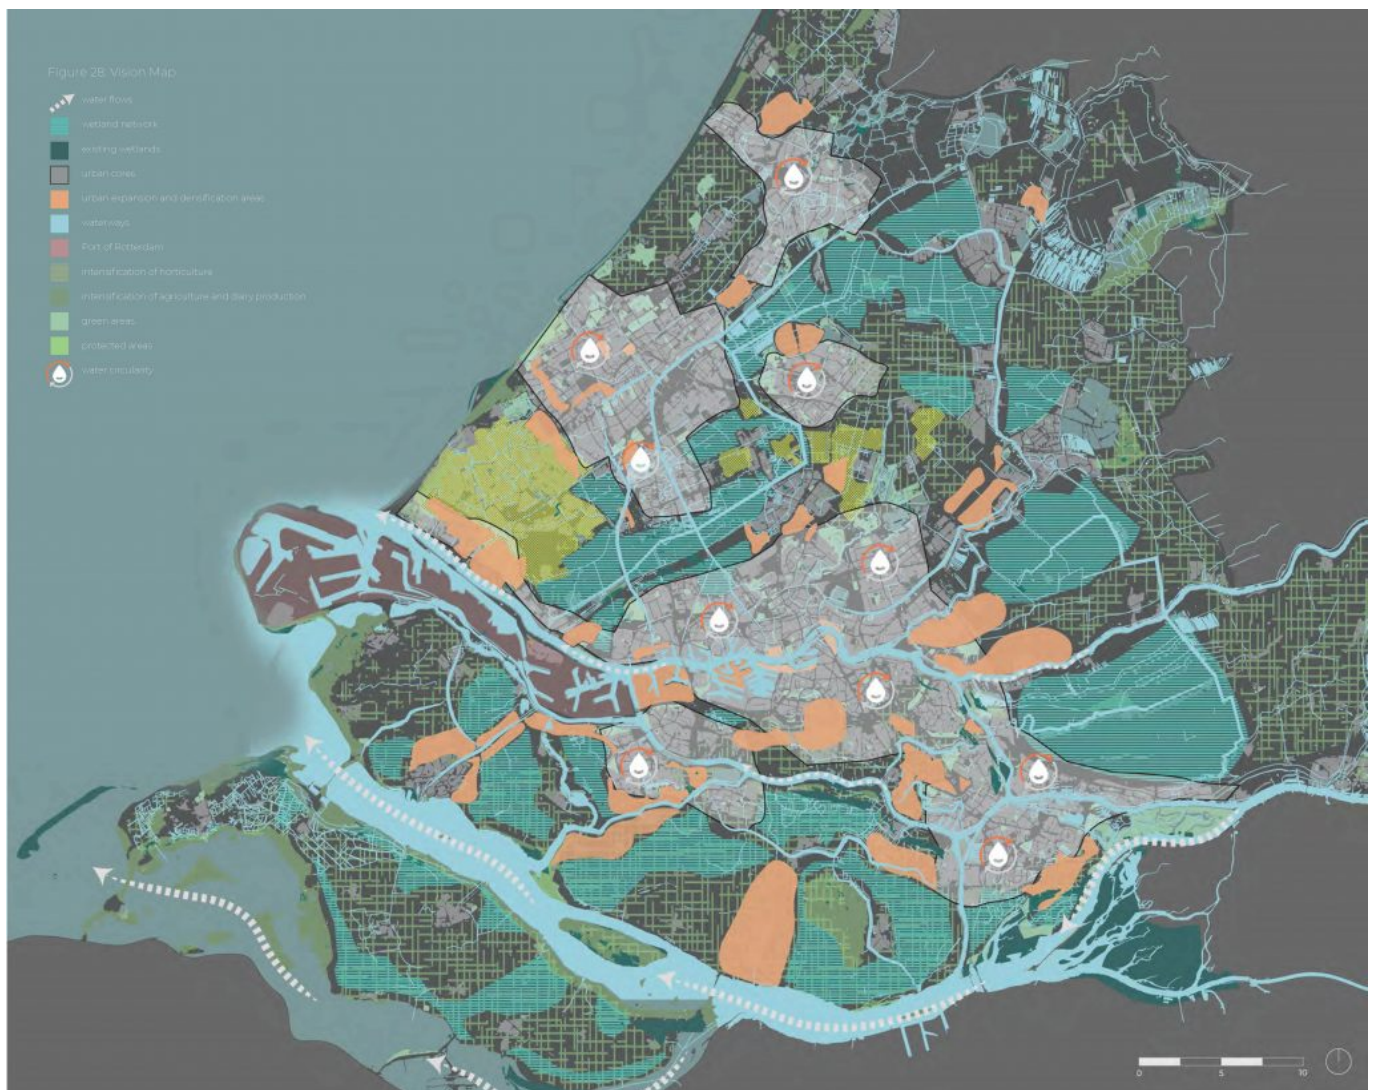 Figure 28: Vision Map
water flows
wetland network
existing wetlands
urban cores
urban expansion and densification areas
waterways
Port of Rotterdam
intensification of horticulture
intensification of agriculture and diary production
green areas
protected areas
water circularity
0 5 10